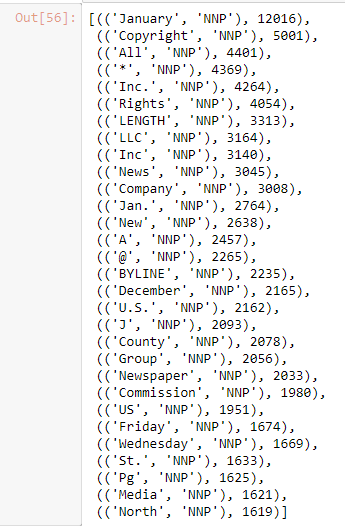 Out[56]: [(('January', 'NNP'), 12016),
(('Copyright', 'NNP'), 5001),
(('All', 'NNP'), 4401),
(('*', 'NNP'), 4369),
(('Inc.', 'NNP'), 4264),
(('Rights', 'NNP'), 4054),
(('LENGTH', 'NNP'), 3313),
(('LLC', 'NNP'), 3164),
(('Inc', 'NNP'), 3140),
(('News', 'NNP'), 3045),
(('Company', 'NNP'), 3008),
(('Jan.', 'NNP'), 2764),
(('New', 'NNP'), 2638),
(('A', 'NNP'), 2457),
(('@', 'NNP'), 2265),
(('BYLINE', 'NNP'), 2235),
(('December', 'NNP'), 2165),
(('U.S.', 'NNP'), 2162),
(('J', 'NNP'), 2093),
(('County', 'NNP'), 2078),
(('Group', 'NNP'), 2056),
(('Newspaper', 'NNP'), 2033),
(('Commission', 'NNP'), 1980),
(('US', 'NNP'), 1951),
(('Friday', 'NNP'), 1674),
(('Wednesday', 'NNP'), 1669),
(('St.', 'NNP'), 1633),
(('Pg', 'NNP'), 1625),
(('Media', 'NNP'), 1621),
(('North', 'NNP'), 1619)]